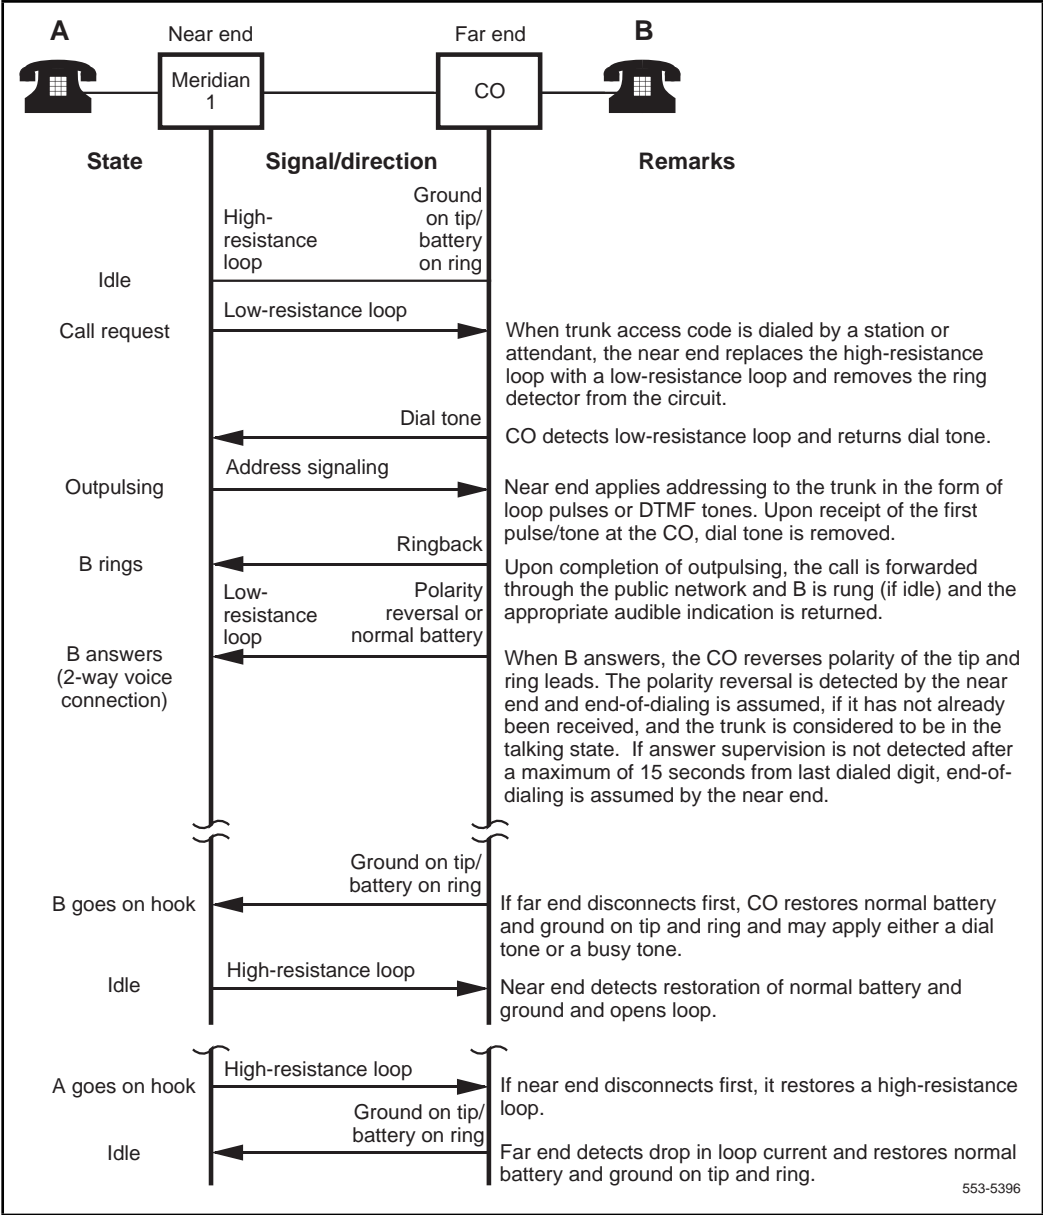 A
Near end
Far end
B
Meridian
1
CO
State
Signal/direction
Remarks
High-
resistance
loop
Ground
on tip/
battery
on ring
Idle
Call request
Low-resistance loop
When trunk access code is dialed by a station or
attendant, the near end replaces the high-resistance
loop with a low-resistance loop and removes the ring
detector from the circuit.
Dial tone
CO detects low-resistance loop and returns dial tone.
Outpulsing
Address signaling
Near end applies addressing to the trunk in the form of
loop pulses or DTMF tones. Upon receipt of the first
pulse/tone at the CO, dial tone is removed.
B rings
Ringback
Upon completion of outpulsing, the call is forwarded
through the public network and B is rung (if idle) and the
appropriate audible indication is returned.
Low-
resistance
loop
Polarity
reversal or
normal battery
B answers
(2-way voice
connection)
When B answers, the CO reverses polarity of the tip and
ring leads. The polarity reversal is detected by the near
end and end-of-dialing is assumed, if it has not already
been received, and the trunk is considered to be in the
talking state.  If answer supervision is not detected after
a maximum of 15 seconds from last dialed digit, end-of-
dialing is assumed by the near end.
Ground on tip/
battery on ring
B goes on hook
If far end disconnects first, CO restores normal battery
and ground on tip and ring and may apply either a dial
tone or a busy tone.
Idle
High-resistance loop
Near end detects restoration of normal battery and
ground and opens loop.
A goes on hook
High-resistance loop
If near end disconnects first, it restores a high-resistance
loop.
Ground on tip/
battery on ring
Idle
Far end detects drop in loop current and restores normal
battery and ground on tip and ring.
553-5396